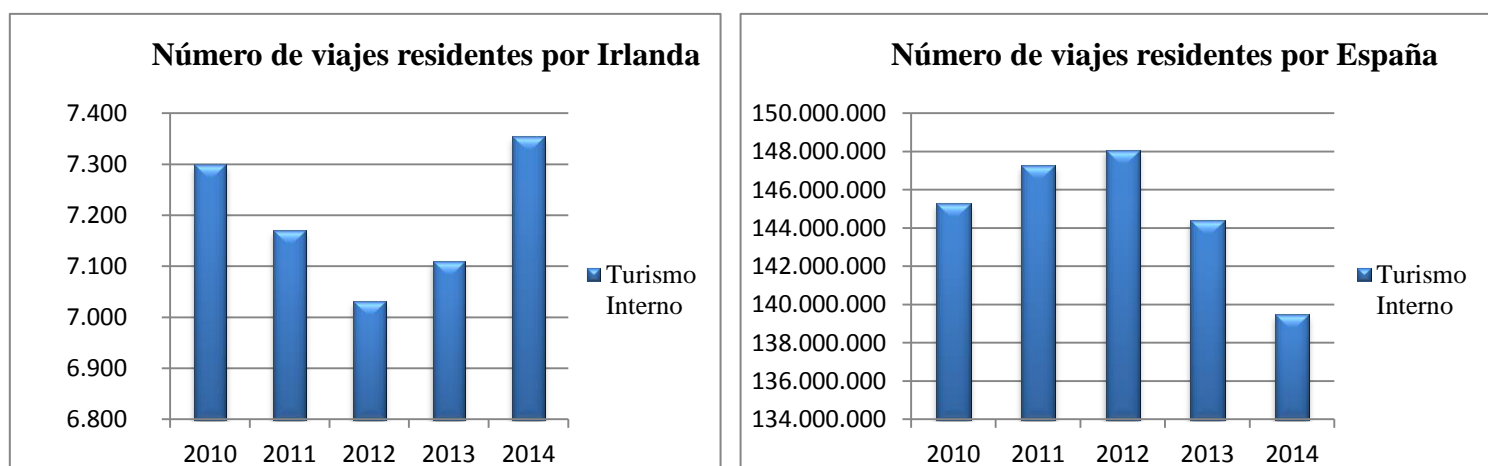 Número de viajes residentes por Irlanda
7.400
7.300
7.200
7.100
7.000
6.900
6.800
2010 2011 2012 2013 2014
Turismo
Interno
Número de viajes residentes por España
150.000.000
148.000.000
146.000.000
144.000.000
142.000.000
140.000.000
138.000.000
136.000.000
134.000.000
2010 2011 2012 2013 2014
Turismo
Interno